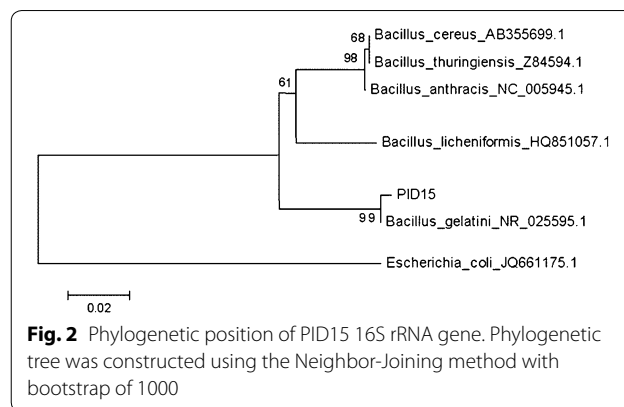 68
Bacillus_cereus_AB355699.1
98
Bacillus_thuringiensis_Z84594.1
61
Bacillus_anthracis_NC_005945.1
Bacillus_licheniformis_HQ851057.1
PID15
99
Bacillus_gelatini_NR_025595.1
Escherichia_coli_JQ661175.1
0.02
Fig. 2 Phylogenetic position of PID15 16S rRNA gene. Phylogenetic
tree was constructed using the Neighbor-Joining method with
bootstrap of 1000